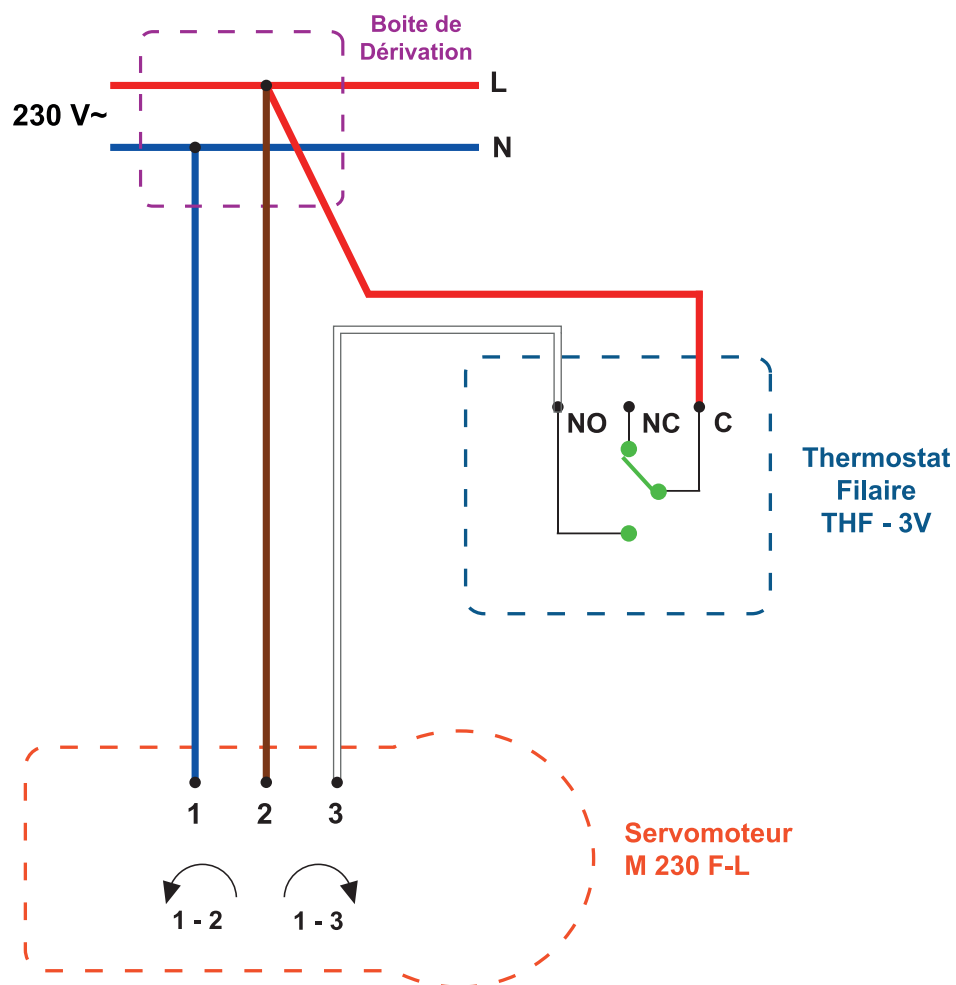 Boite de
Dérivation
L
230 V~
N
NO
NC
C
Thermostat
Filaire
THF - 3V
1
2
3
Servomoteur
M 230 F-L
1 - 2
1 - 3